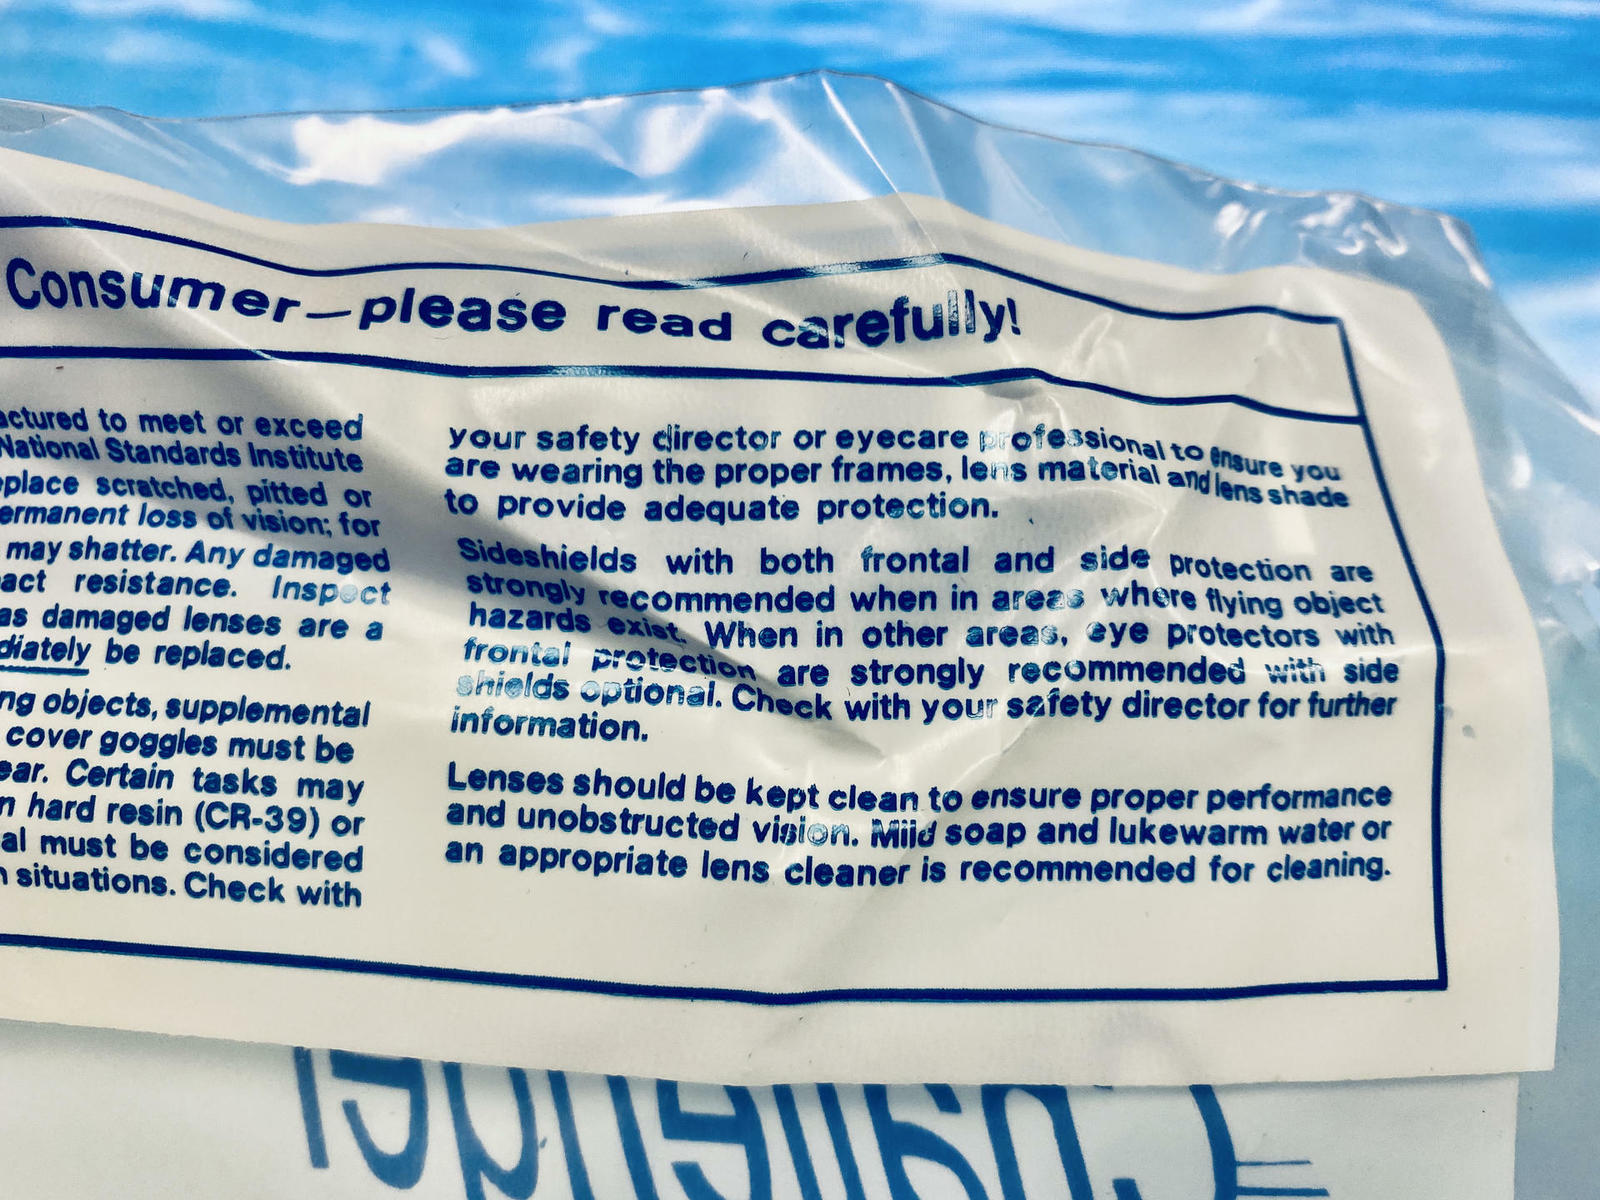 Consumer—please read carefully!
to meet or exceed
National Standards Institute
scratched, pitted or
loss of vision; for
may shatter. Any damaged
resistance. Inspect
as damaged lenses are a
be replaced.
objects, supplemental
cover goggles must be
Certain tasks may
hard resin (CR-39) or
must be considered
situations. Check with
your safety director or eyecare professional to ensure you
are wearing the proper frames, lens material and lens shade
to provide adequate protection.
Sideshields with both frontal and side protection are
strongly recommended when in areas where flying object
hazards exist. When in other areas, eye protectors with
frontal protection are strongly recommended with side
shields optional. Check with your safety director for further
information.
Lenses should be kept clean to ensure proper performance
and unobstructed vision. Mild soap and lukewarm water or
an appropriate lens cleaner is recommended for cleaning.